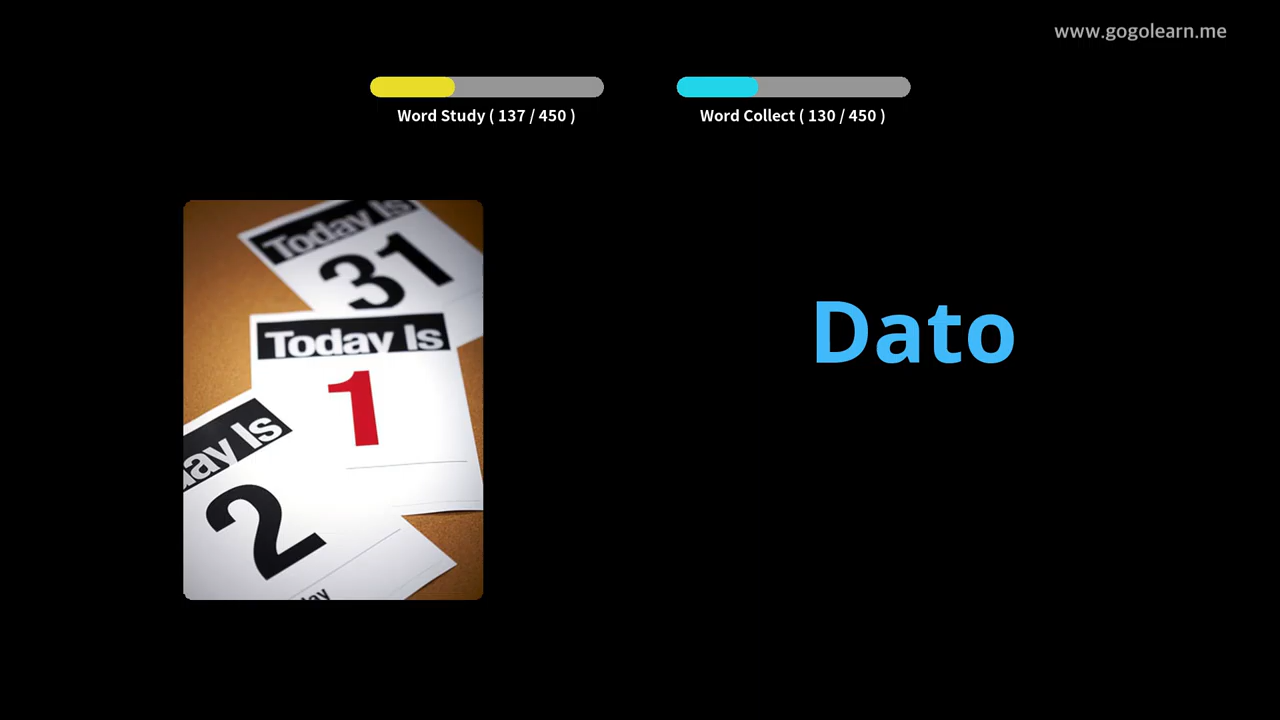 www.gogolearn.me
Word Study ( 137 / 450 )
Word Collect ( 130 / 450 )
Today Is
31
Today Is
1
Dato
ay Is
2
ay